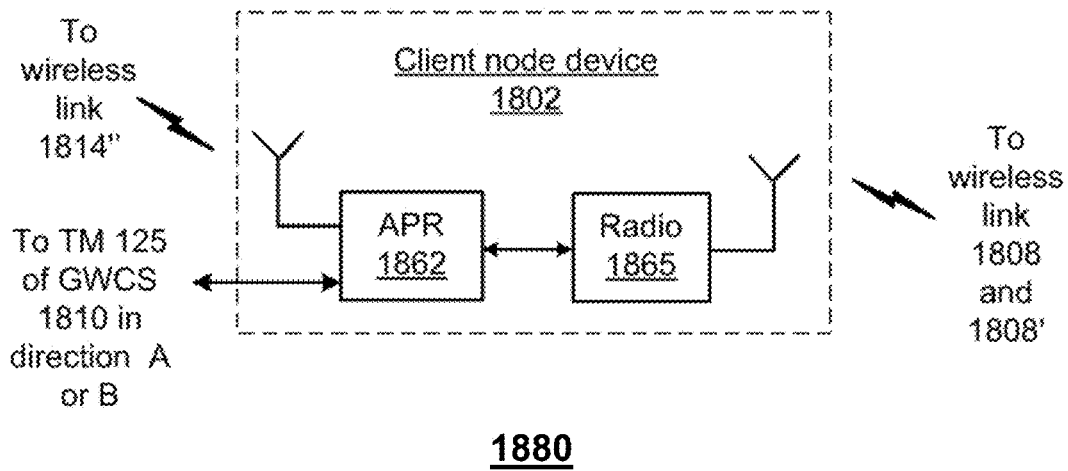 To
wireless
link
1814"
To TM 125
of GWCS
1810 in
direction A
or B
Client node device
1802
APR
1862
Radio
1865
To
wireless
link
1808
and
1808'
1880